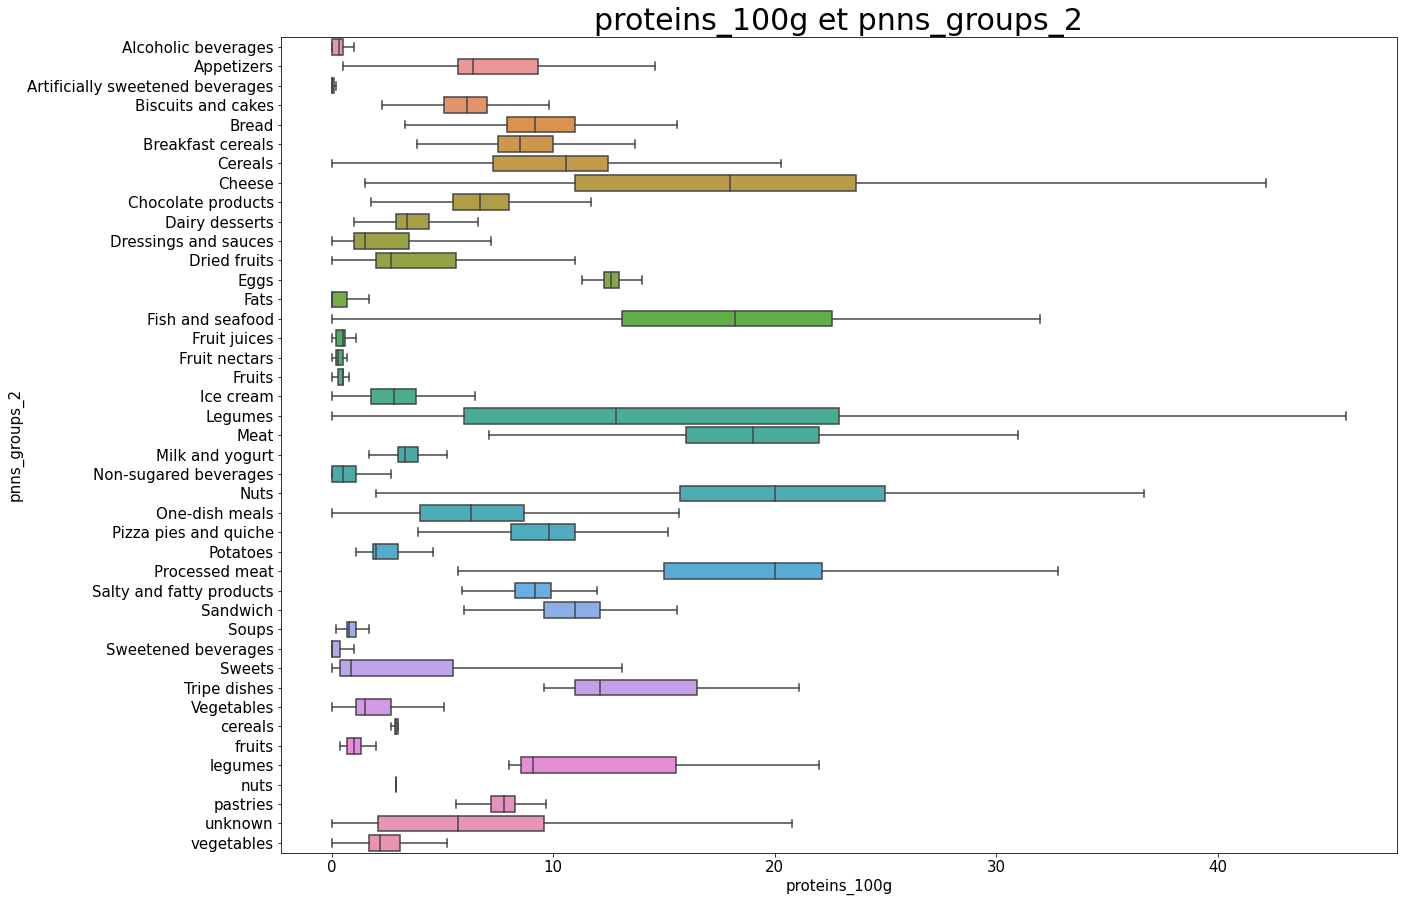 proteins_100g et pnns_groups_2
Alcoholic beverages
Appetizers
Artificially sweetened beverages
Biscuits and cakes
Bread
Breakfast cereals
Cereals
Cheese
Chocolate products
Dairy desserts
Dressings and sauces
Dried fruits
Eggs
Fats
Fish and seafood
Fruit juices
Fruit nectars
Fruits
Ice cream
Legumes
Meat
Milk and yogurt
Non-sugared beverages
Nuts
One-dish meals
Pizza pies and quiche
Potatoes
Processed meat
Salty and fatty products
Sandwich
Soups
Sweetened beverages
Sweets
Tripe dishes
Vegetables
cereals
fruits
legumes
nuts
pastries
unknown
vegetables
pnns_groups_2
0 10 20 30 40
proteins_100g